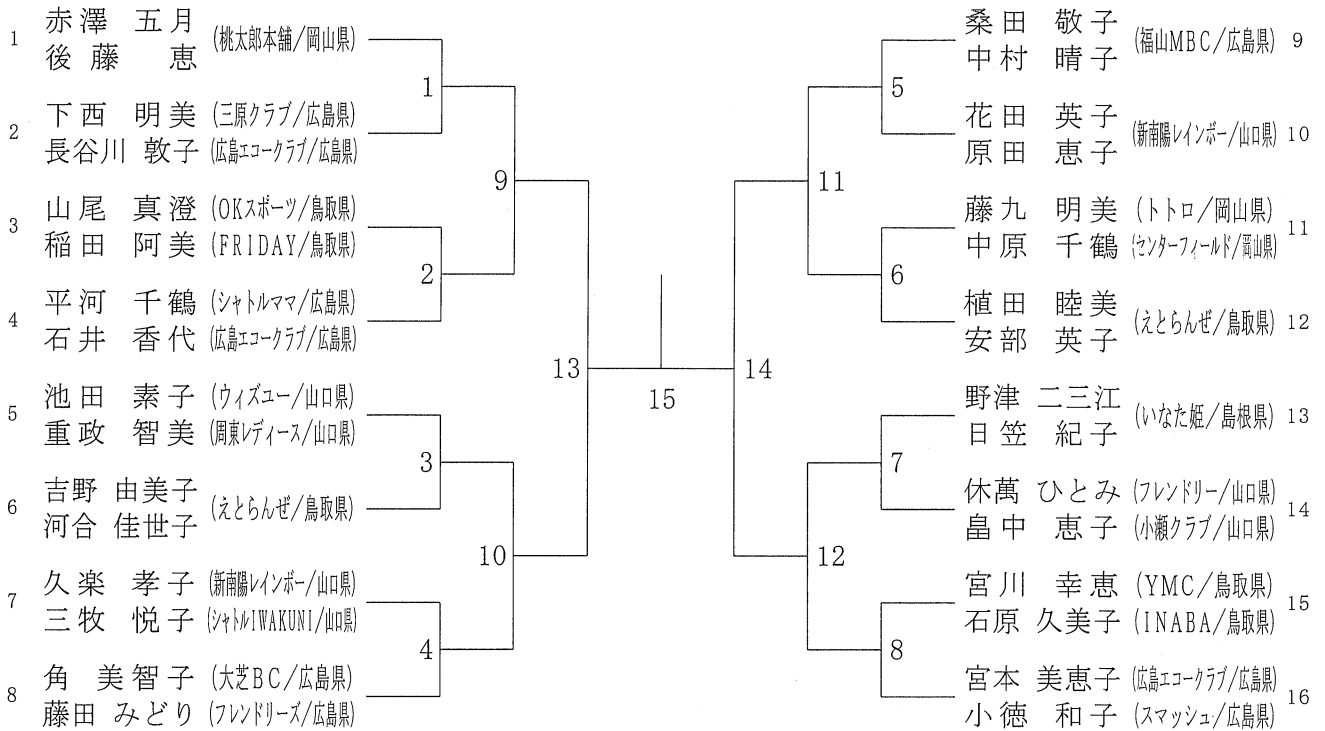 1 赤澤 五月 (桃太郎本舗/岡山県)
後藤 恵
2 下西 明美 (三原クラブ/広島県)
長谷川 敦子 (広島エコークラブ/広島県)
3 山尾 真澄 (OKスポーツ/鳥取県)
稲田 阿美 (FRIDAY/鳥取県)
4 平河 千鶴 (シャトルママ/広島県)
石井 香代 (広島エコークラブ/広島県)
5 池田 素子 (ウィズユー/山口県)
重政 智美 (周東レディース/山口県)
6 吉野 由美子 (えとらんぜ/鳥取県)
河合 佳世子
7 久楽 孝子 (新南陽レインボー/山口県)
三牧 悦子 (シャトルIWAKUNI/山口県)
8 角 美智子 (大芝BC/広島県)
藤田 みどり (フレンドリーズ/広島県)
1
2
3
4
9
10
13
15
14
11
12
5
6
7
8
桑田 敬子 (福山MBC/広島県) 9
中村 晴子
花田 英子 (新南陽レインボー/山口県) 10
原田 恵子
藤九 明美 (トトロ/岡山県) 11
中原 千鶴 (センターフィールド/岡山県)
植田 睦美 (えとらんぜ/鳥取県) 12
安部 英子
野津 二三江 (いなた姫/島根県) 13
日笠 紀子
休萬 ひとみ (フレンドリー/山口県) 14
畠中 恵子 (小瀬クラブ/山口県)
宮川 幸恵 (YMC/鳥取県) 15
石原 久美子 (INABA/鳥取県)
宮本 美恵子 (広島エコークラブ/広島県) 16
小徳 和子 (スマッシュ/広島県)